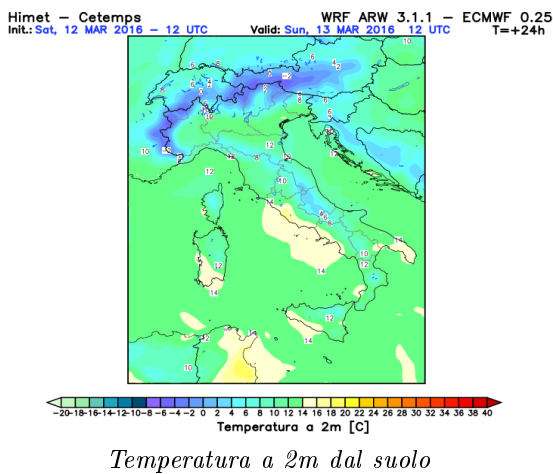 Himet – Cetemps WRF ARW 3.1.1 – ECMWF 0.25
Init.: Sat, 12 MAR 2016 – 12 UTC Valid: Sun, 13 MAR 2016 12 UTC T=+24h
-20 -18 -16 -14 -12 -10 -8 -6 -4 -2 0 2 4 6 8 10 12 14 16 18 20 22 24 26 28 30 32 34 36 38 40
Temperatura a 2m [C]
Temperatura a 2m dal suolo